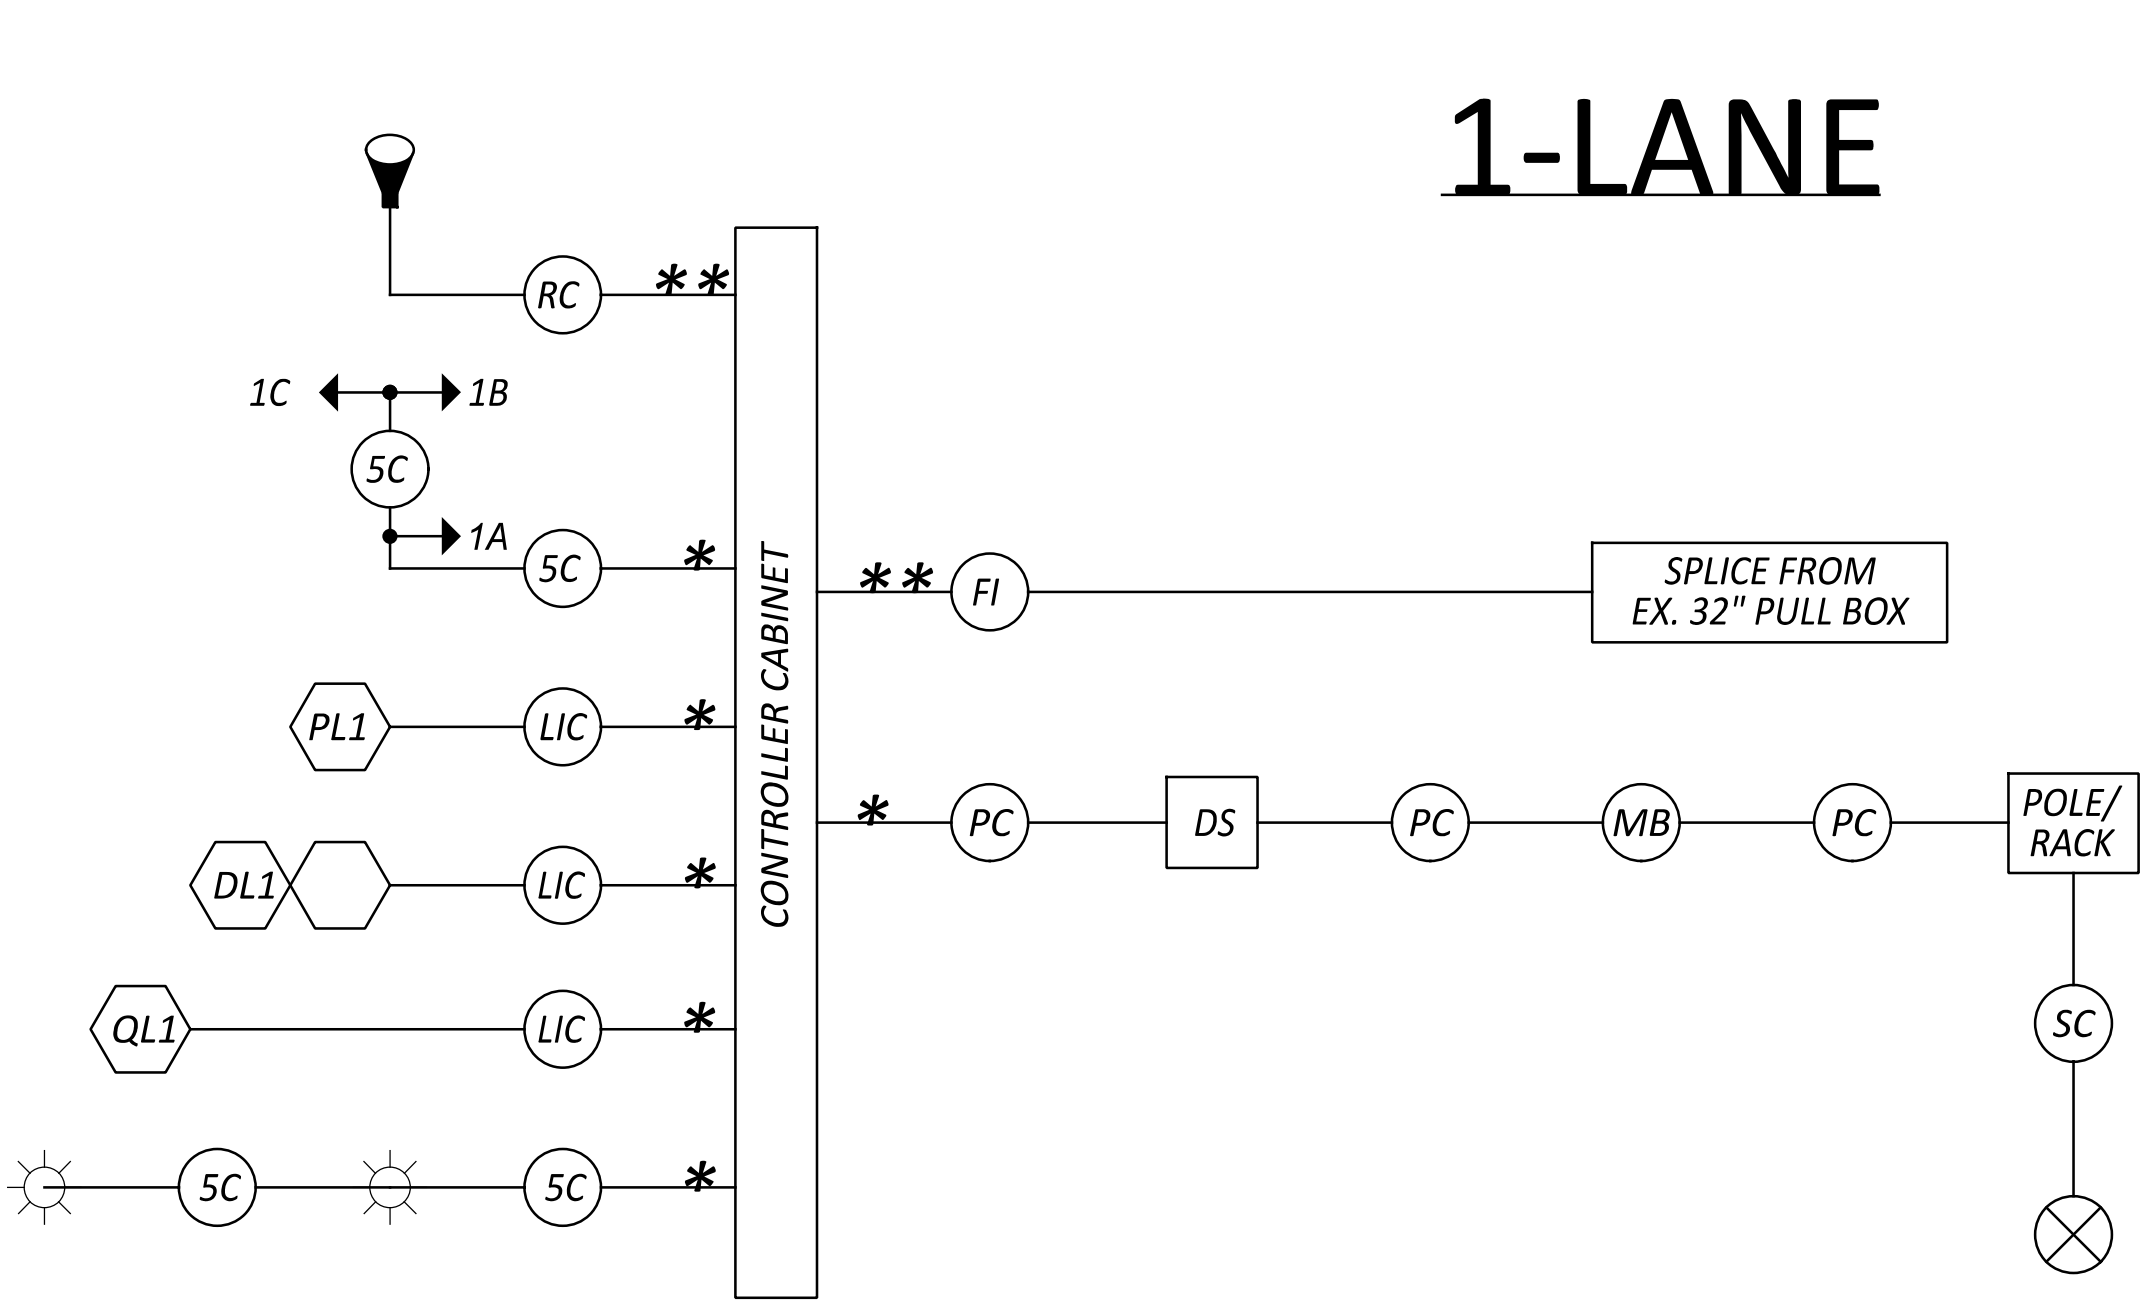 1-LANE
RC **
1C 1B
5C
1A 5C *
CONTROLLER CABINET
** FI
SPLICE FROM
EX. 32" PULL BOX
PL1 LIC *
* PC DS PC MB PC
POLE/
RACK
DL1 LIC *
QL1 LIC *
SC
5C 5C *